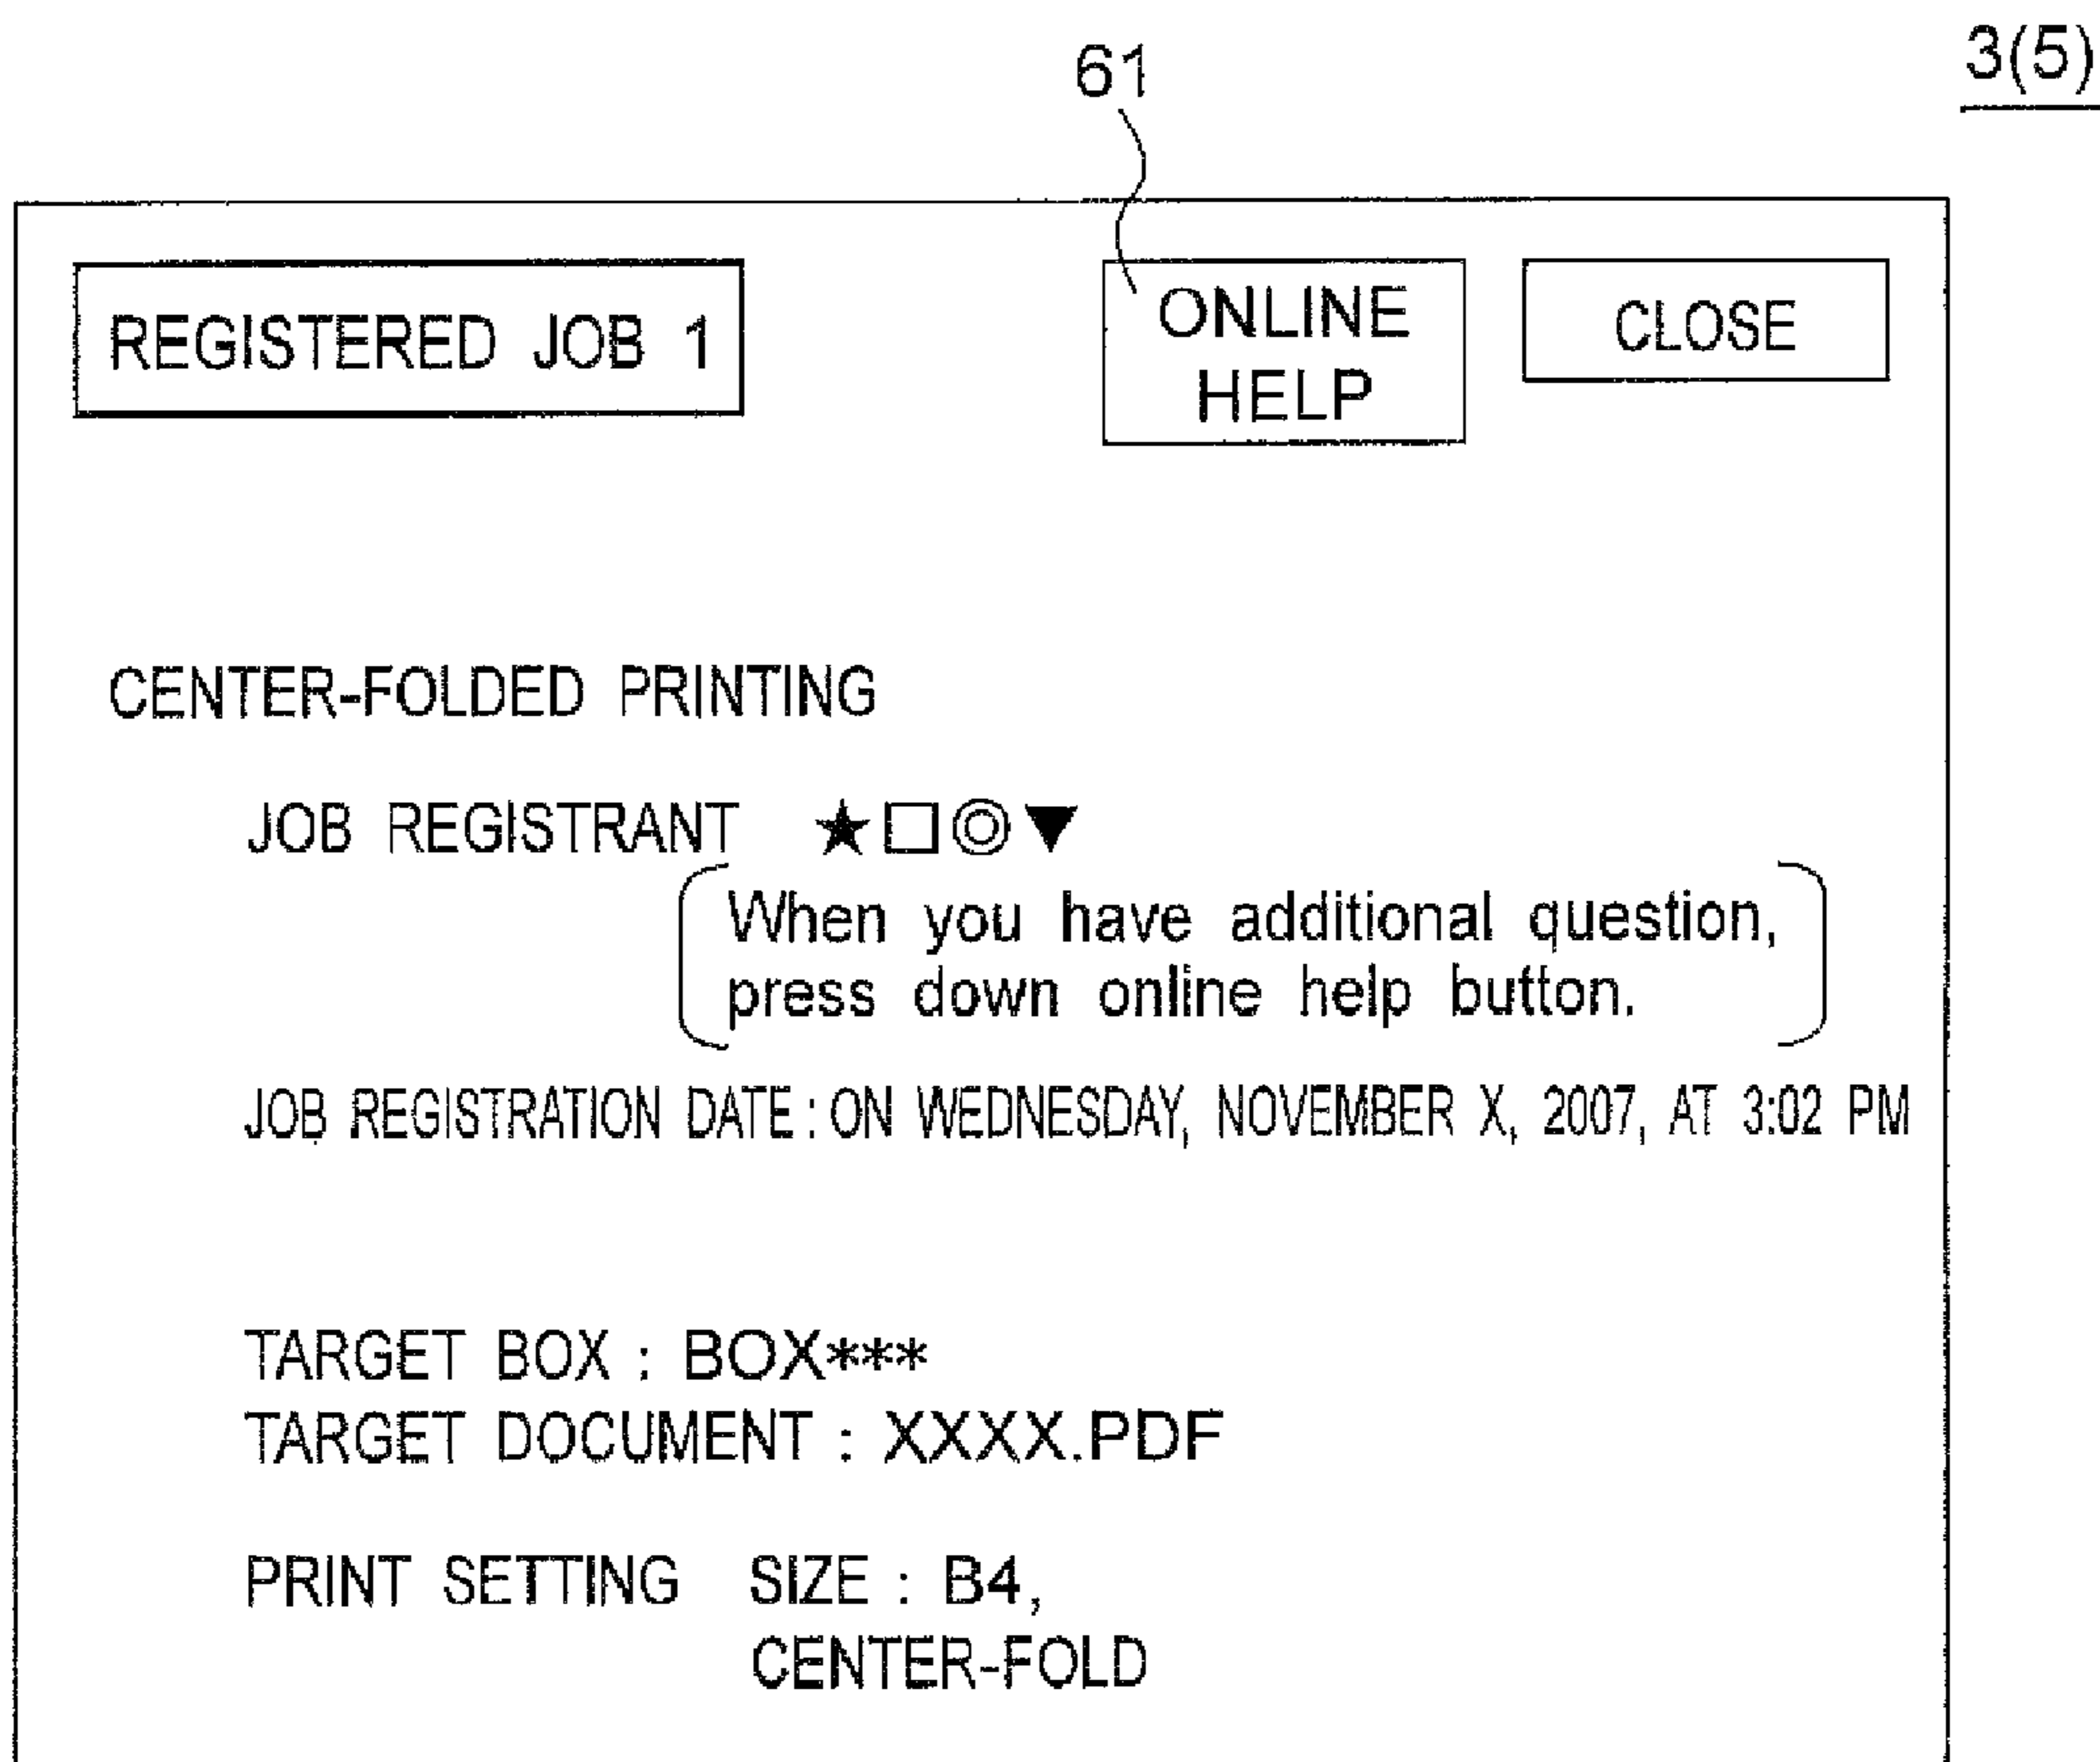 3(5)
61
REGISTERED JOB 1
ONLINE
HELP
CLOSE
CENTER-FOLDED PRINTING
JOB REGISTRANT ★□◎▼
When you have additional question,
press down online help button.
JOB REGISTRATION DATE : ON WEDNESDAY, NOVEMBER X, 2007, AT 3:02 PM
TARGET BOX : BOX***
TARGET DOCUMENT : XXXX.PDF
PRINT SETTING SIZE : B4,
CENTER-FOLD